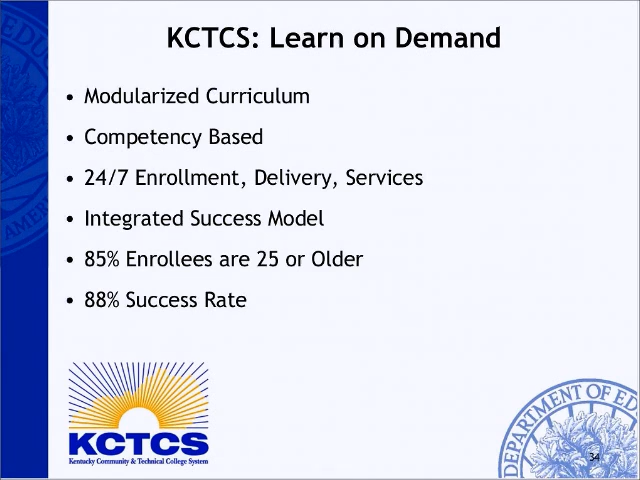 KCTCS: Learn on Demand
• Modularized Curriculum
• Competency Based
• 24/7 Enrollment, Delivery, Services
• Integrated Success Model
• 85% Enrollees are 25 or Older
• 88% Success Rate
KCTCS
Kentucky Community & Technical College System
DEPARTMENT OF EDU
34